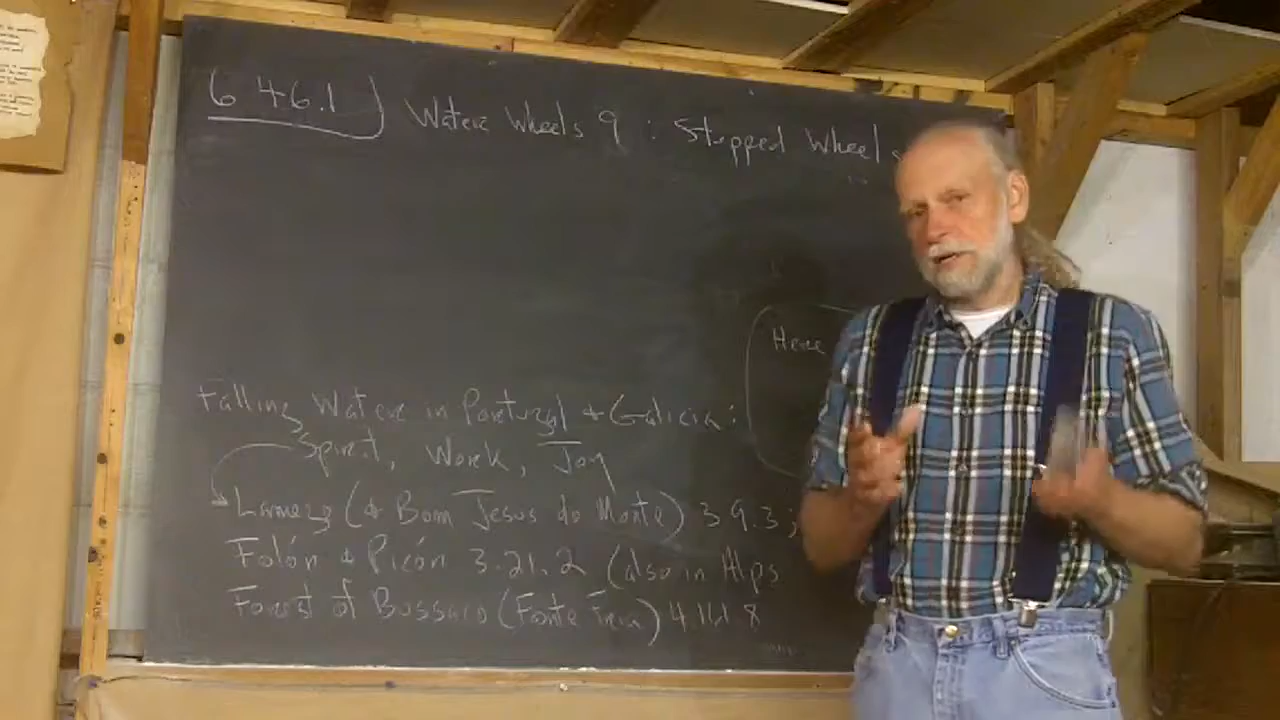 6 46.1) Water Wheels 9 : Stepped Wheels
Here
Falling Water in Portugal & Galicia :
Spirit, Work, Joy
Lamego (& Bom Jesus do Monte) 3 9.3 ;
Folón & Picón 3.21.2 (also in Alps
Forest of Bussaco (Fonte Fria) 4.14.8